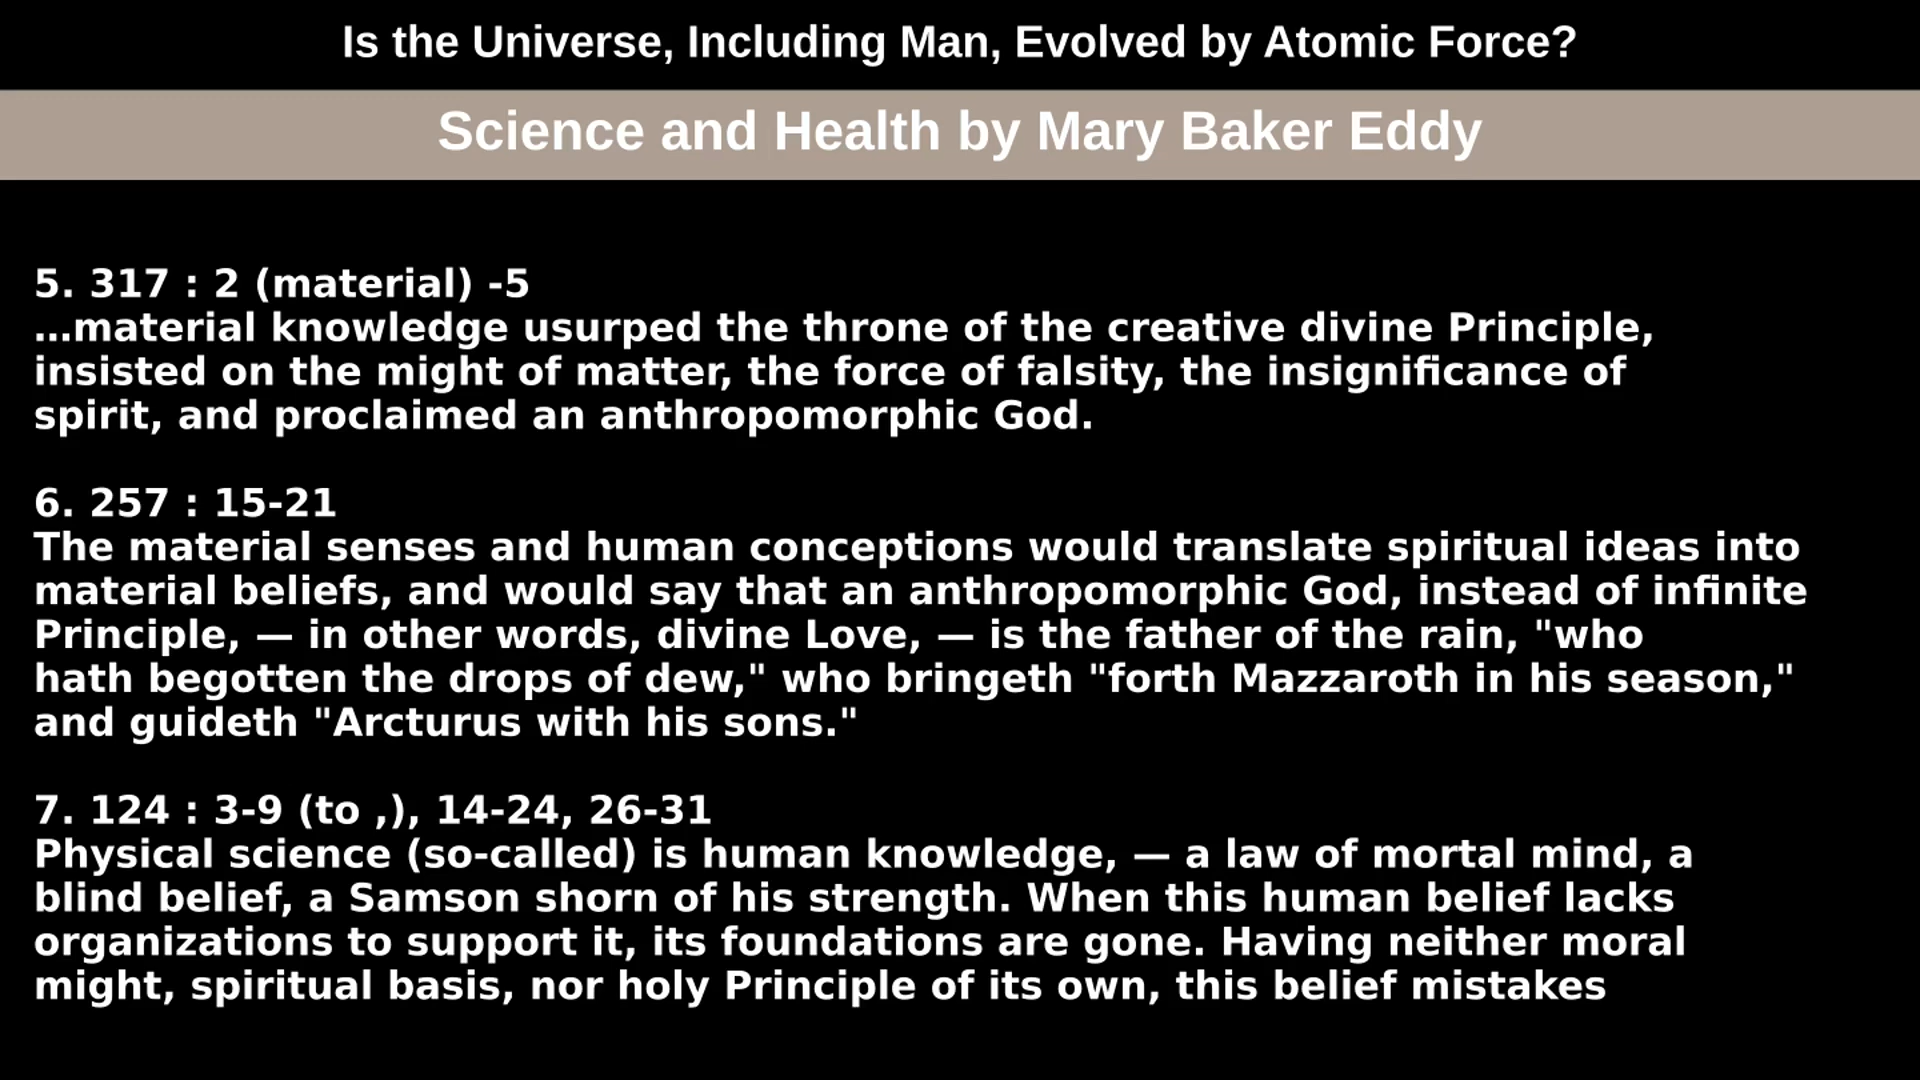 Is the Universe, Including Man, Evolved by Atomic Force?
Science and Health by Mary Baker Eddy
5. 317 : 2 (material) -5
…material knowledge usurped the throne of the creative divine Principle,
insisted on the might of matter, the force of falsity, the insignificance of
spirit, and proclaimed an anthropomorphic God.
6. 257 : 15-21
The material senses and human conceptions would translate spiritual ideas into
material beliefs, and would say that an anthropomorphic God, instead of infinite
Principle, — in other words, divine Love, — is the father of the rain, "who
hath begotten the drops of dew," who bringeth "forth Mazzaroth in his season,"
and guideth "Arcturus with his sons."
7. 124 : 3-9 (to ,), 14-24, 26-31
Physical science (so-called) is human knowledge, — a law of mortal mind, a
blind belief, a Samson shorn of his strength. When this human belief lacks
organizations to support it, its foundations are gone. Having neither moral
might, spiritual basis, nor holy Principle of its own, this belief mistakes